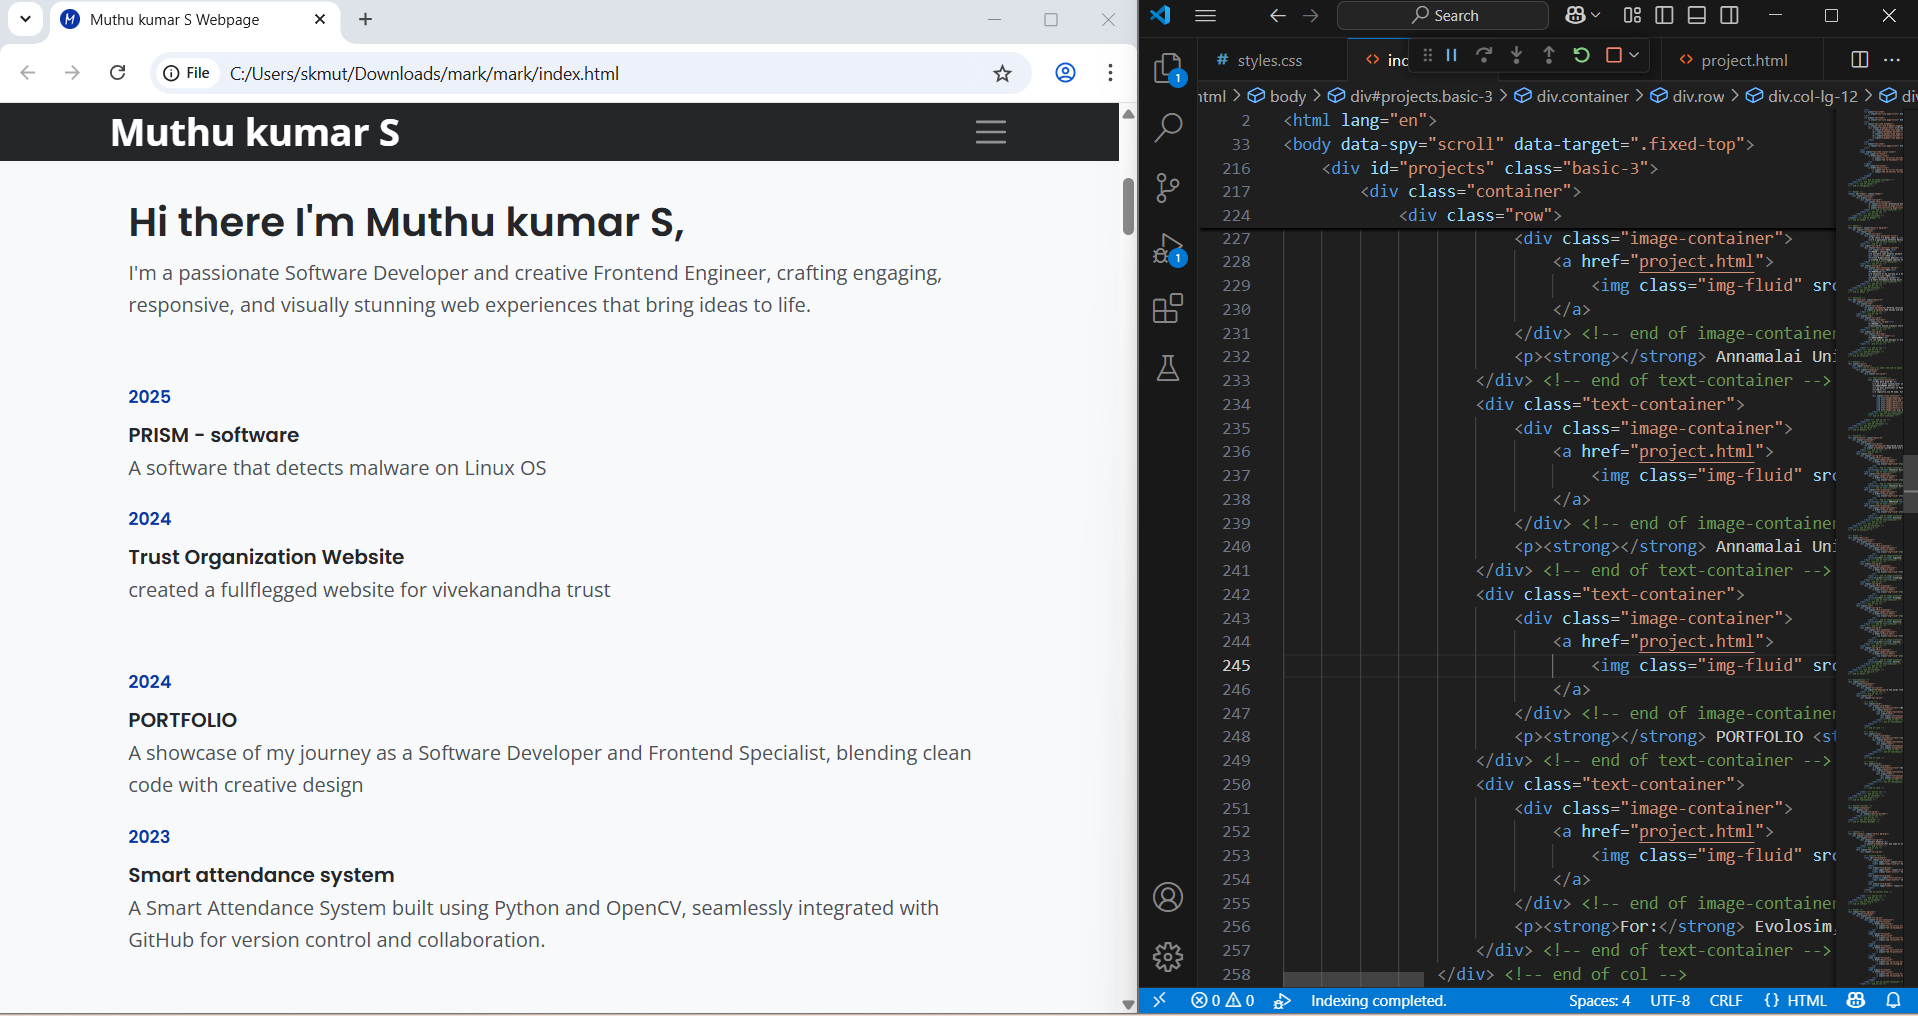 Muthu kumar S Webpage
File
C:/Users/skmut/Downloads/mark/mark/index.html
Muthu kumar S
Hi there I'm Muthu kumar S,
I'm a passionate Software Developer and creative Frontend Engineer, crafting engaging,
responsive, and visually stunning web experiences that bring ideas to life.
2025
PRISM - software
A software that detects malware on Linux OS
2024
Trust Organization Website
created a fullflegged website for vivekanandha trust
2024
PORTFOLIO
A showcase of my journey as a Software Developer and Frontend Specialist, blending clean
code with creative design
2023
Smart attendance system
A Smart Attendance System built using Python and OpenCV, seamlessly integrated with
GitHub for version control and collaboration.
Search
# styles.css
<> ind
<> project.html
html > body > div#projects.basic-3 > div.container > div.row > div.col-lg-12 > di
2 <html lang="en">
33 <body data-spy="scroll" data-target=".fixed-top">
216 <div id="projects" class="basic-3">
217 <div class="container">
224 <div class="row">
227 <div class="image-container">
228 <a href="project.html">
229 <img class="img-fluid" src
230 </a>
231 </div> <!-- end of image-container
232 <p><strong></strong> Annamalai Uni
233 </div> <!-- end of text-container -->
234 <div class="text-container">
235 <div class="image-container">
236 <a href="project.html">
237 <img class="img-fluid" src
238 </a>
239 </div> <!-- end of image-container
240 <p><strong></strong> Annamalai Uni
241 </div> <!-- end of text-container -->
242 <div class="text-container">
243 <div class="image-container">
244 <a href="project.html">
245 <img class="img-fluid" src
246 </a>
247 </div> <!-- end of image-container
248 <p><strong></strong> PORTFOLIO <st
249 </div> <!-- end of text-container -->
250 <div class="text-container">
251 <div class="image-container">
252 <a href="project.html">
253 <img class="img-fluid" src
254 </a>
255 </div> <!-- end of image-container
256 <p><strong>For:</strong> Evolosim,
257 </div> <!-- end of text-container -->
258 </div> <!-- end of col -->
1
1
0 0 Indexing completed. Spaces: 4 UTF-8 CRLF {} HTML